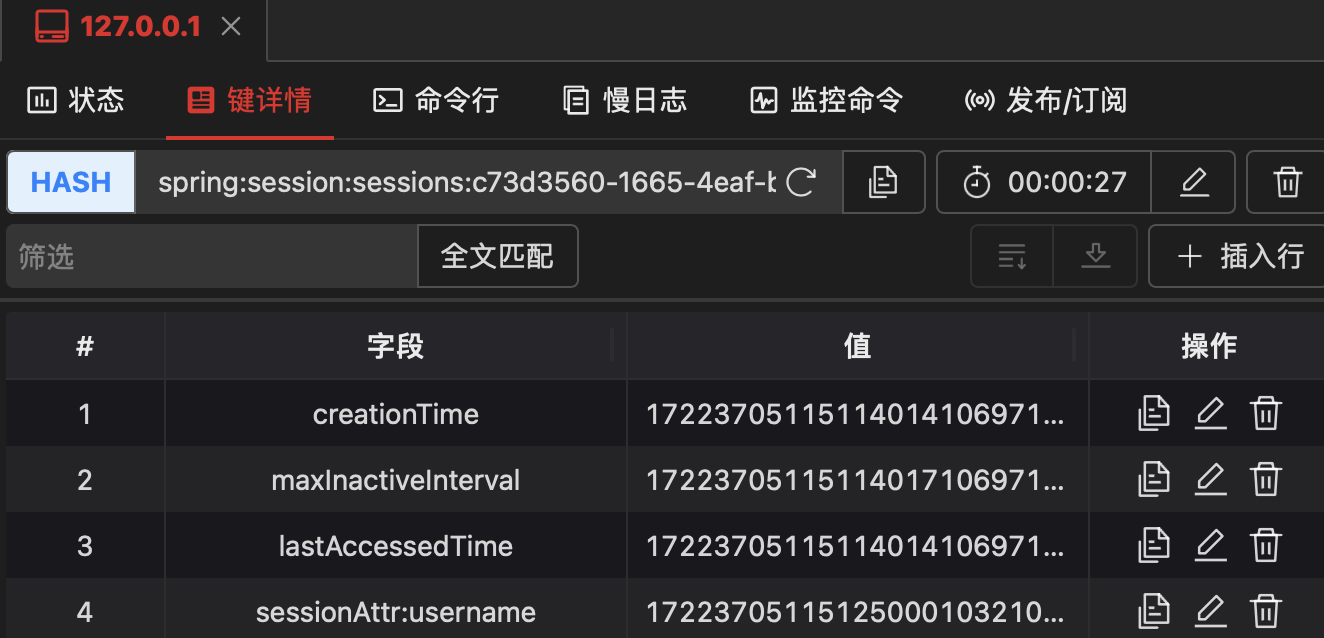 127.0.0.1
状态 键详情 命令行 慢日志 监控命令 发布/订阅
HASH spring:session:sessions:c73d3560-1665-4eaf-b 00:00:27
筛选 全文匹配 插入行
# 字段 值 操作
1 creationTime 17223705115114014106971...
2 maxInactiveInterval 17223705115114017106971...
3 lastAccessedTime 17223705115114014106971...
4 sessionAttr:username 17223705115125000103210...